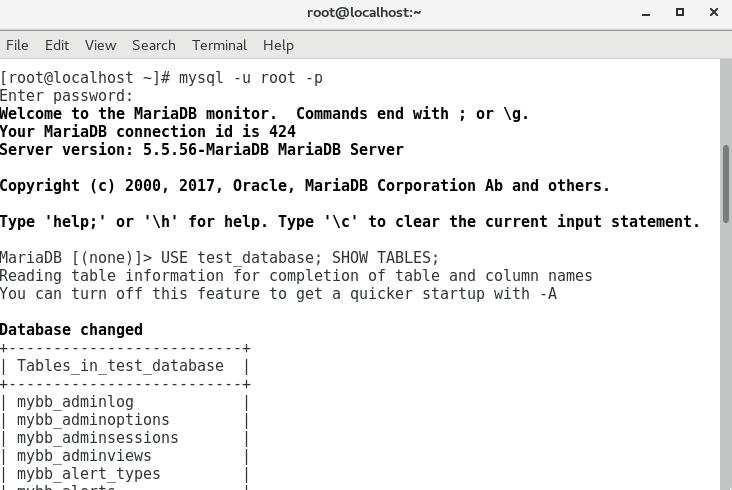 root@localhost:~
File Edit View Search Terminal Help
[root@localhost ~]# mysql -u root -p
Enter password:
Welcome to the MariaDB monitor.  Commands end with ; or \g.
Your MariaDB connection id is 424
Server version: 5.5.56-MariaDB MariaDB Server
Copyright (c) 2000, 2017, Oracle, MariaDB Corporation Ab and others.
Type 'help;' or '\h' for help. Type '\c' to clear the current input statement.
MariaDB [(none)]> USE test_database; SHOW TABLES;
Reading table information for completion of table and column names
You can turn off this feature to get a quicker startup with -A
Database changed
+--------------------------+
| Tables_in_test_database  |
+--------------------------+
| mybb_adminlog            |
| mybb_adminoptions        |
| mybb_adminsessions       |
| mybb_adminviews          |
| mybb_alert_types         |
| mybb_alerts              |